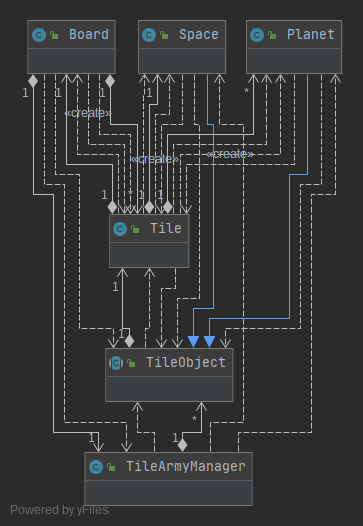 Board
Space
Planet
1
1
1
1
*
«create»
«create»
«create»
1
*
1
1
Tile
1
1
TileObject
*
1
1
TileArmyManager
Powered by yFiles